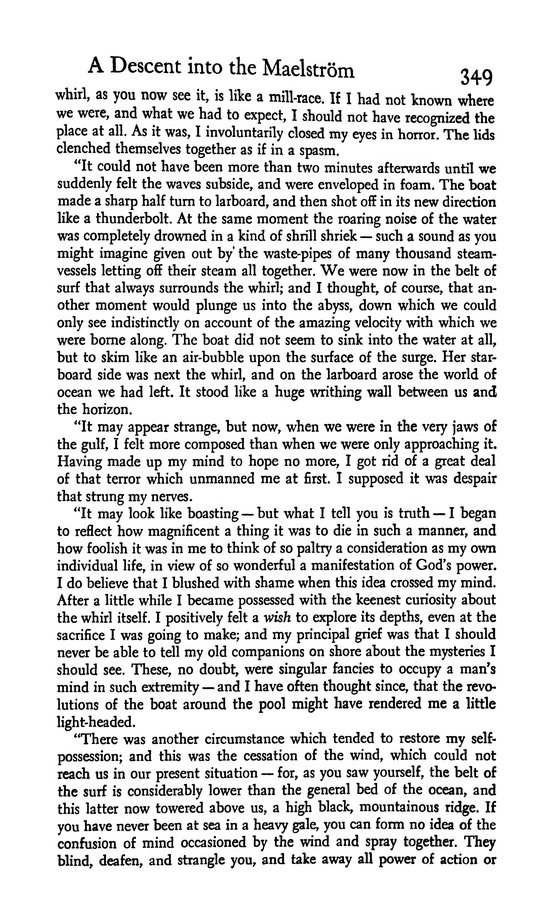 A Descent into the Maelström 349
whirl, as you now see it, is like a mill-race. If I had not known where
we were, and what we had to expect, I should not have recognized the
place at all. As it was, I involuntarily closed my eyes in horror. The lids
clenched themselves together as if in a spasm.
“It could not have been more than two minutes afterwards until we
suddenly felt the waves subside, and were enveloped in foam. The boat
made a sharp half turn to larboard, and then shot off in its new direction
like a thunderbolt. At the same moment the roaring noise of the water
was completely drowned in a kind of shrill shriek — such a sound as you
might imagine given out by the waste-pipes of many thousand steam-
vessels letting off their steam all together. We were now in the belt of
surf that always surrounds the whirl; and I thought, of course, that an-
other moment would plunge us into the abyss, down which we could
only see indistinctly on account of the amazing velocity with which we
were borne along. The boat did not seem to sink into the water at all,
but to skim like an air-bubble upon the surface of the surge. Her star-
board side was next the whirl, and on the larboard arose the world of
ocean we had left. It stood like a huge writhing wall between us and
the horizon.
“It may appear strange, but now, when we were in the very jaws of
the gulf, I felt more composed than when we were only approaching it.
Having made up my mind to hope no more, I got rid of a great deal
of that terror which unmanned me at first. I supposed it was despair
that strung my nerves.
“It may look like boasting — but what I tell you is truth — I began
to reflect how magnificent a thing it was to die in such a manner, and
how foolish it was in me to think of so paltry a consideration as my own
individual life, in view of so wonderful a manifestation of God’s power.
I do believe that I blushed with shame when this idea crossed my mind.
After a little while I became possessed with the keenest curiosity about
the whirl itself. I positively felt a wish to explore its depths, even at the
sacrifice I was going to make; and my principal grief was that I should
never be able to tell my old companions on shore about the mysteries I
should see. These, no doubt, were singular fancies to occupy a man’s
mind in such extremity — and I have often thought since, that the revo-
lutions of the boat around the pool might have rendered me a little
light-headed.
“There was another circumstance which tended to restore my self-
possession; and this was the cessation of the wind, which could not
reach us in our present situation — for, as you saw yourself, the belt of
the surf is considerably lower than the general bed of the ocean, and
this latter now towered above us, a high black, mountainous ridge. If
you have never been at sea in a heavy gale, you can form no idea of the
confusion of mind occasioned by the wind and spray together. They
blind, deafen, and strangle you, and take away all power of action or